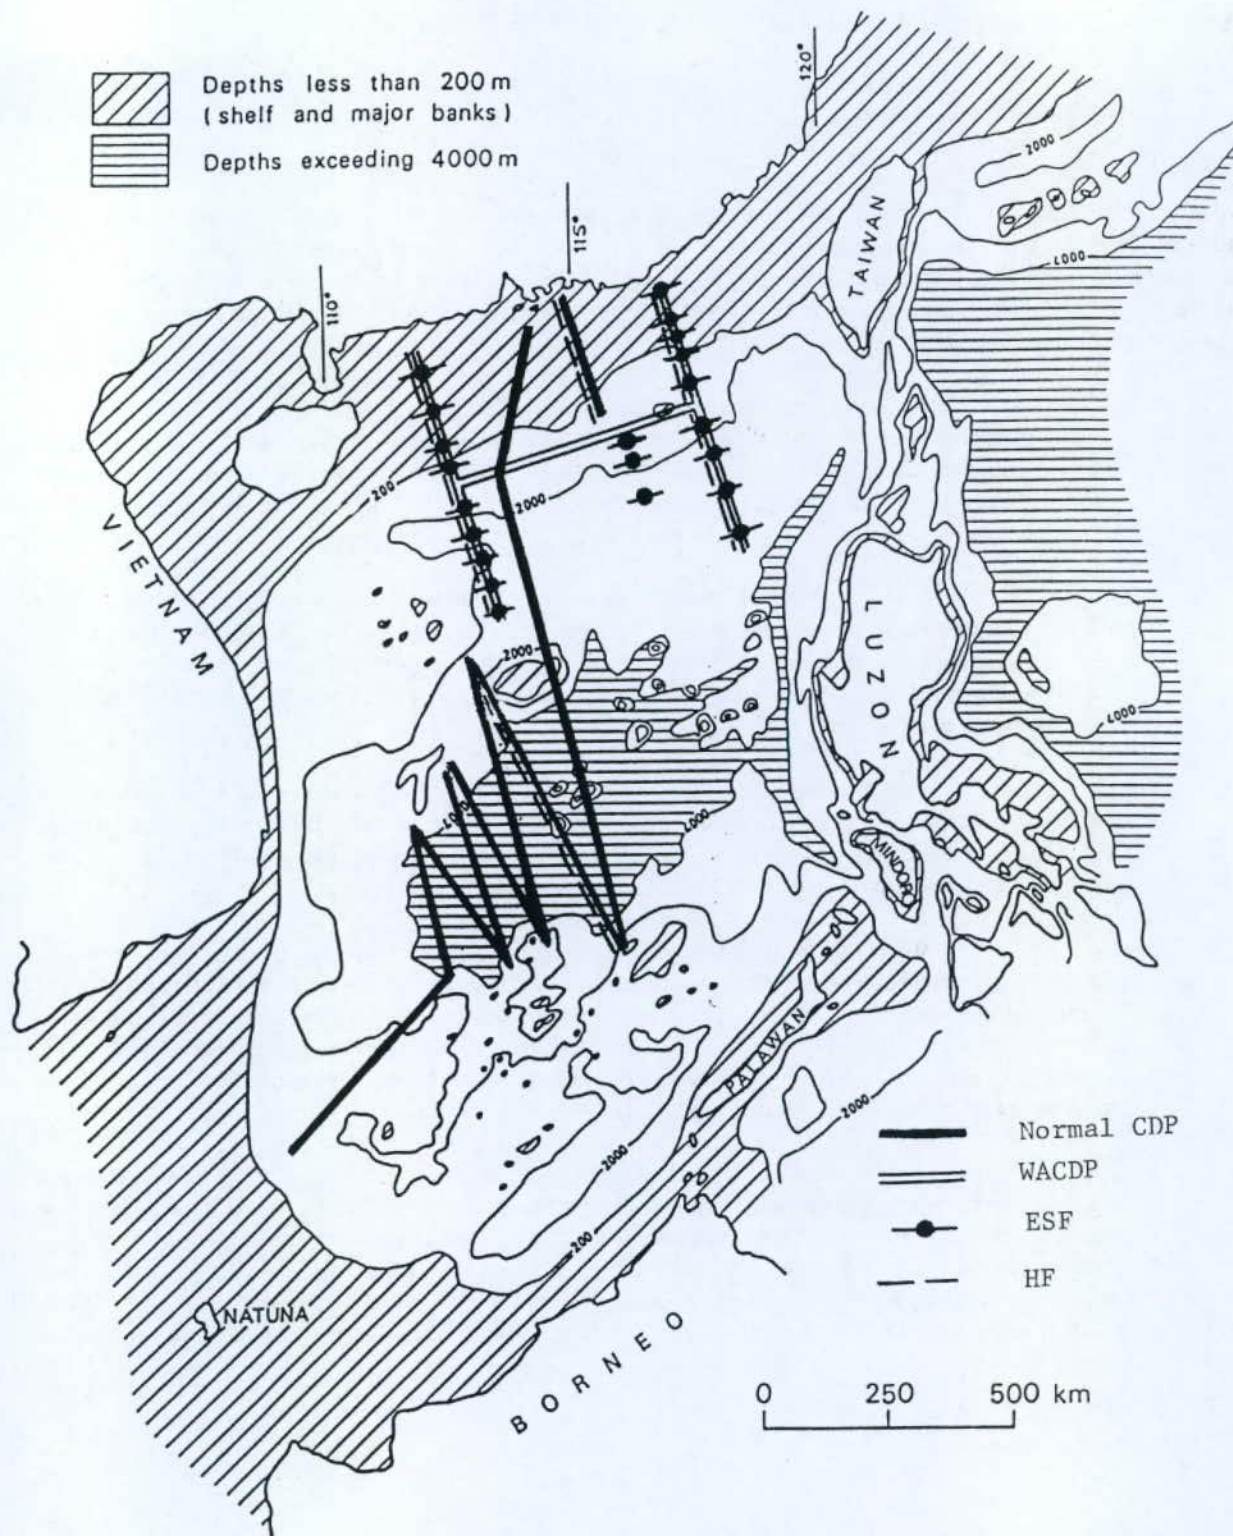 Depths less than 200 m
(shelf and major banks)
Depths exceeding 4000 m
120°
2000
115°
TAIWAN
4000
110°
200
2000
VIETNAM
LUZON
2000
4000
4000
4000
MINDORO
PALAWAN
2000
Normal CDP
2000
WACDP
ESF
200
HF
NATUNA
BORNEO
0 250 500 km